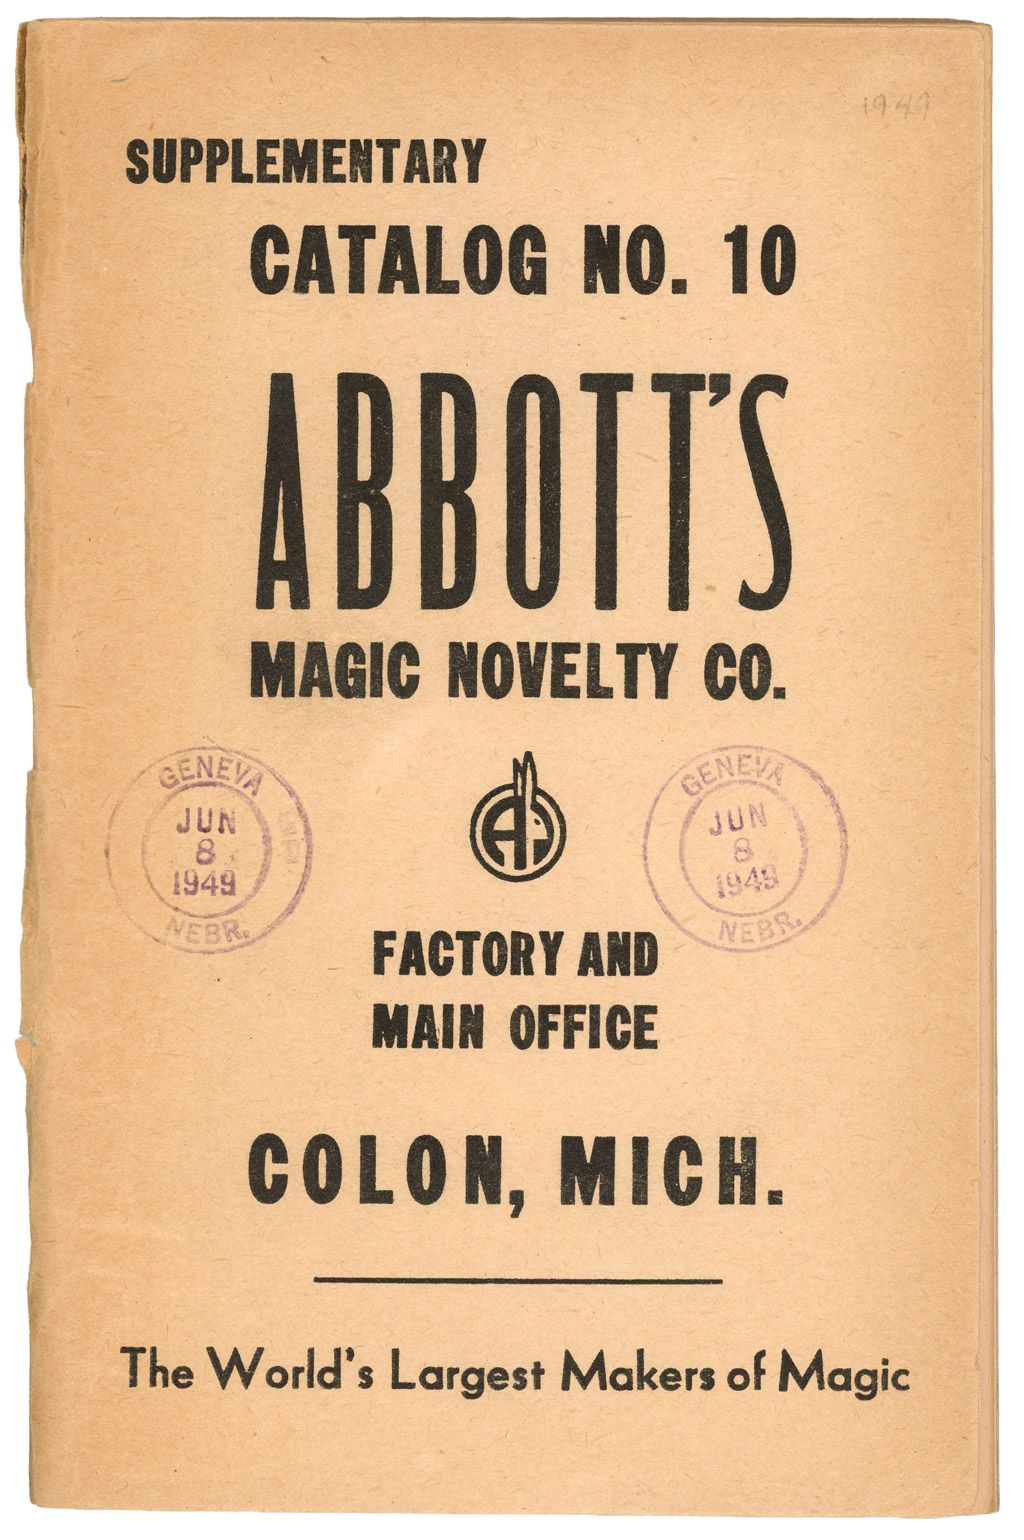 1949
SUPPLEMENTARY
CATALOG NO. 10
ABBOTT'S
MAGIC NOVELTY CO.
GENEVA
JUN
8
1949
NEBR.
GENEVA
JUN
8
1949
NEBR.
FACTORY AND
MAIN OFFICE
COLON, MICH.
The World's Largest Makers of Magic